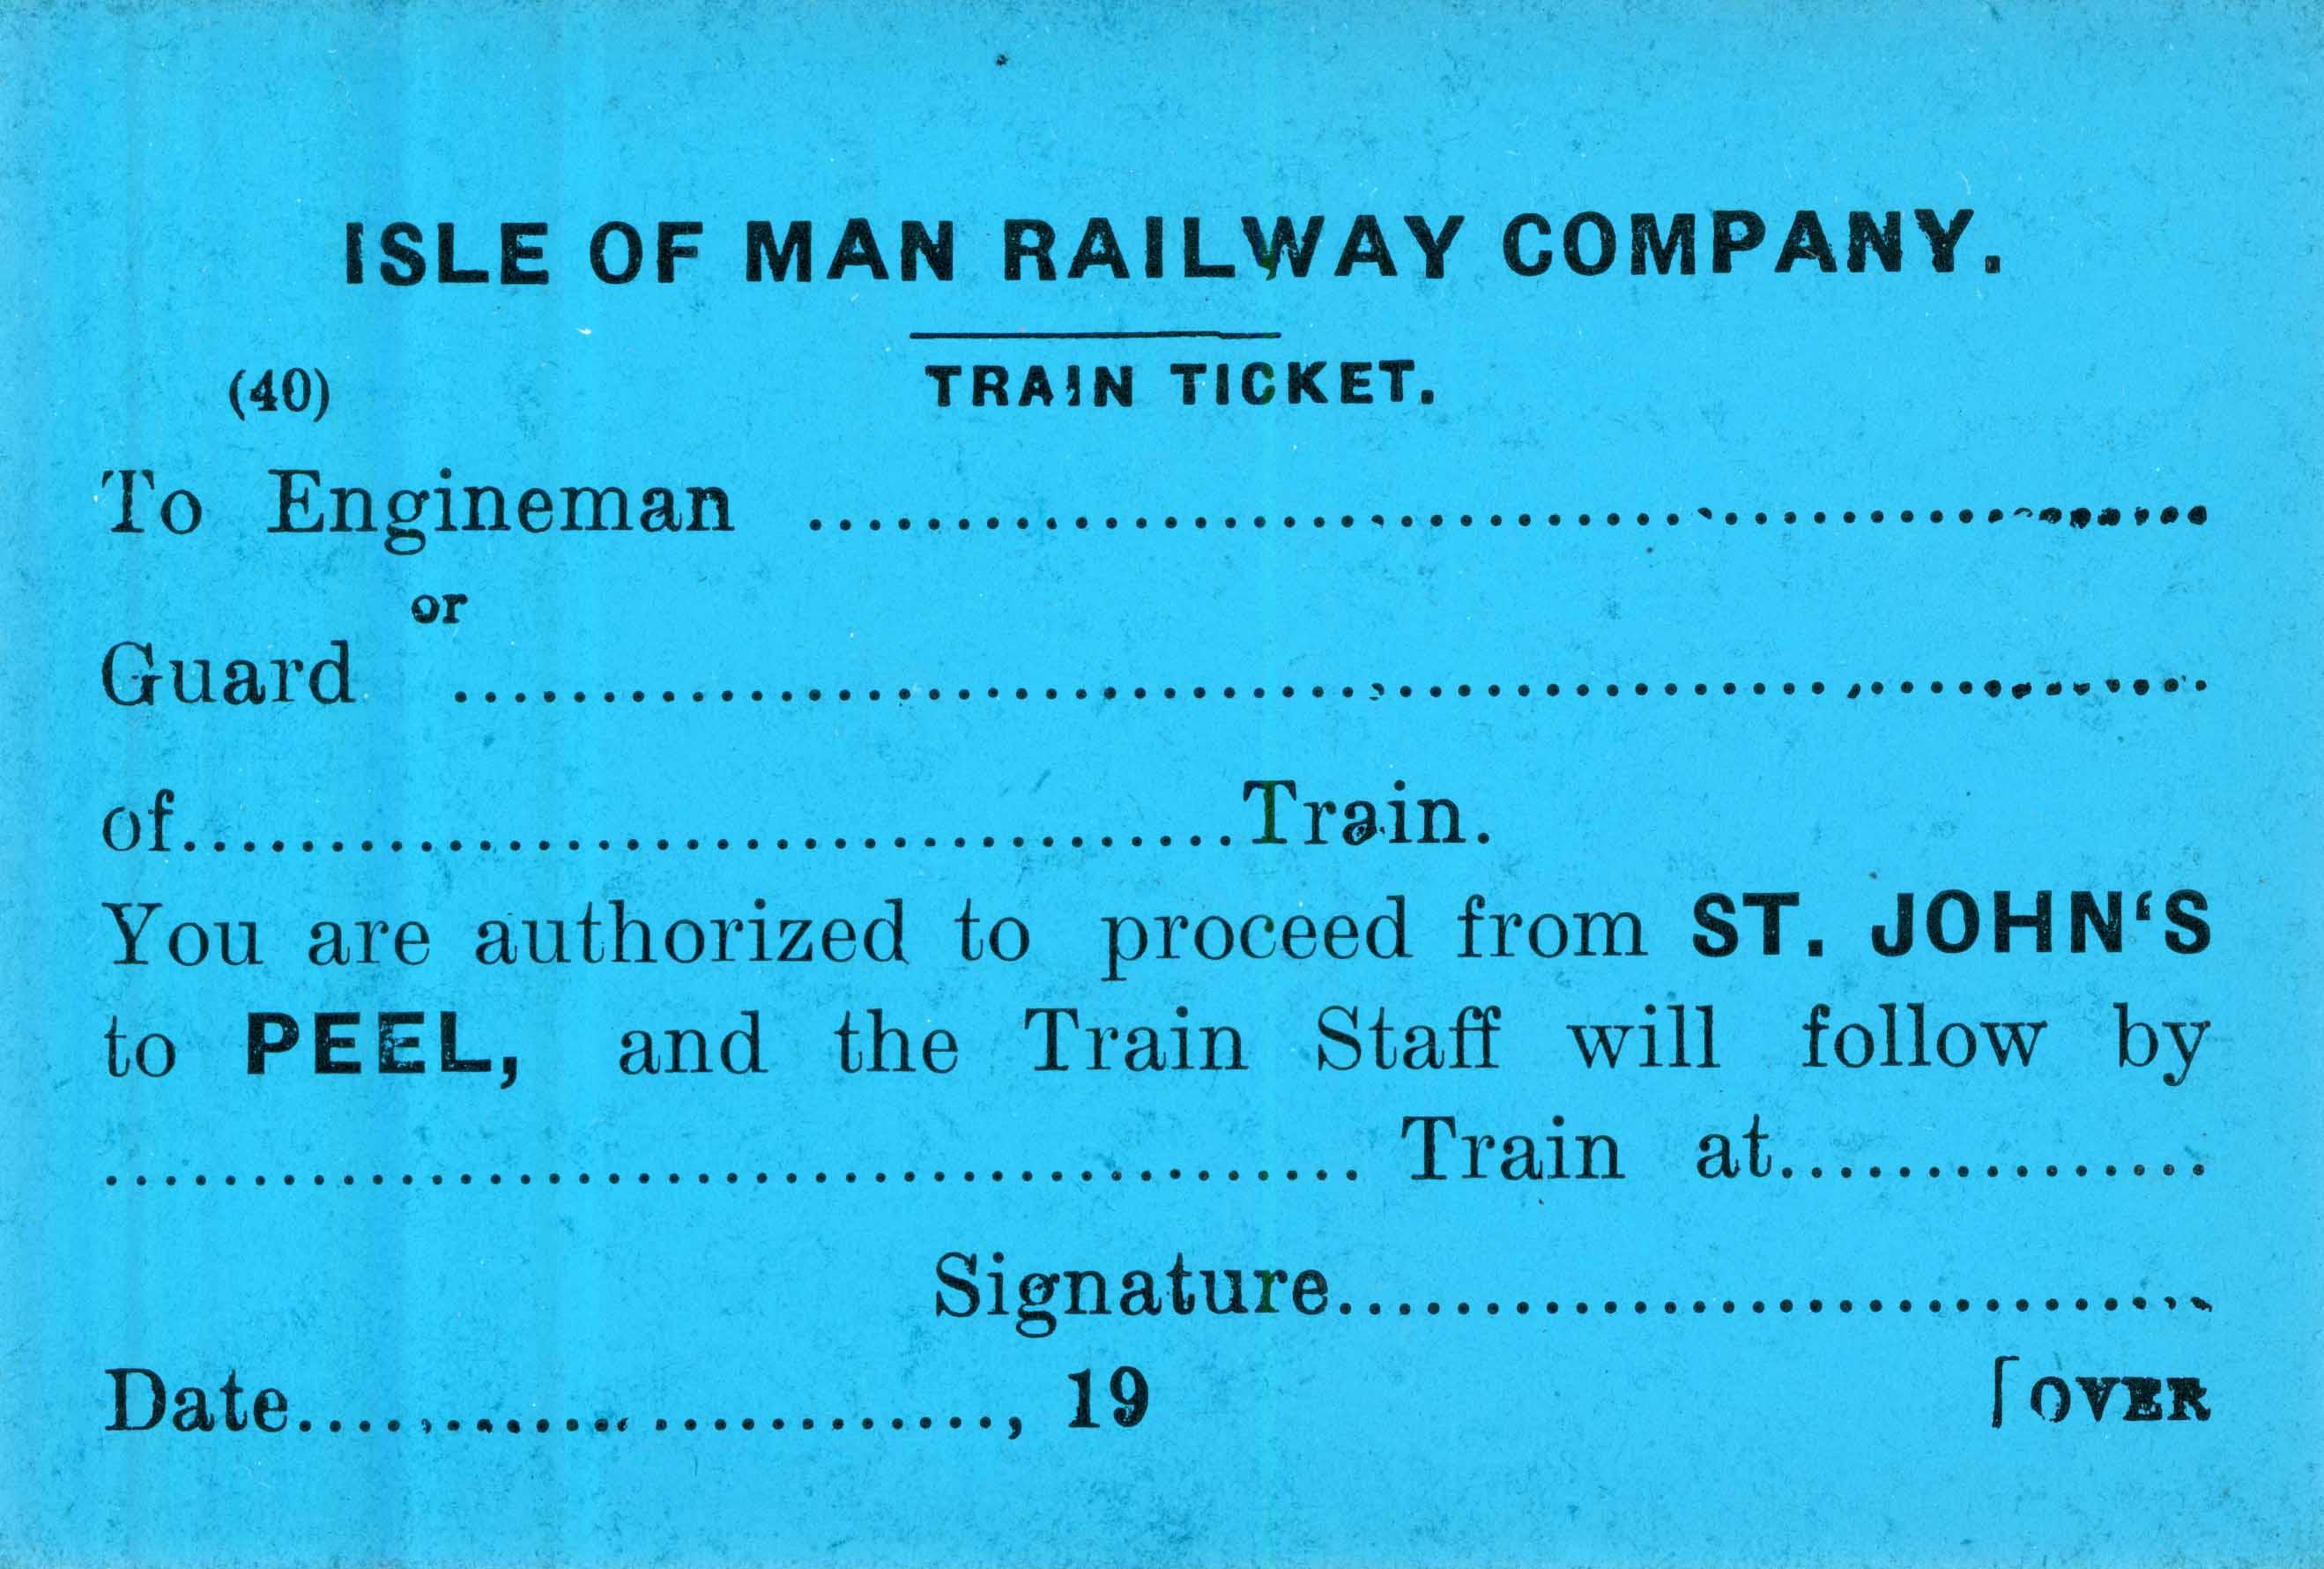 ISLE OF MAN RAILWAY COMPANY.
(40) TRAIN TICKET.
To Engineman ................................................
or
Guard ............................................................
of....................................Train.
You are authorized to proceed from ST. JOHN‘S
to PEEL, and the Train Staff will follow by
........................................... Train at...............
Signature..............................
Date........................, 19 [OVER